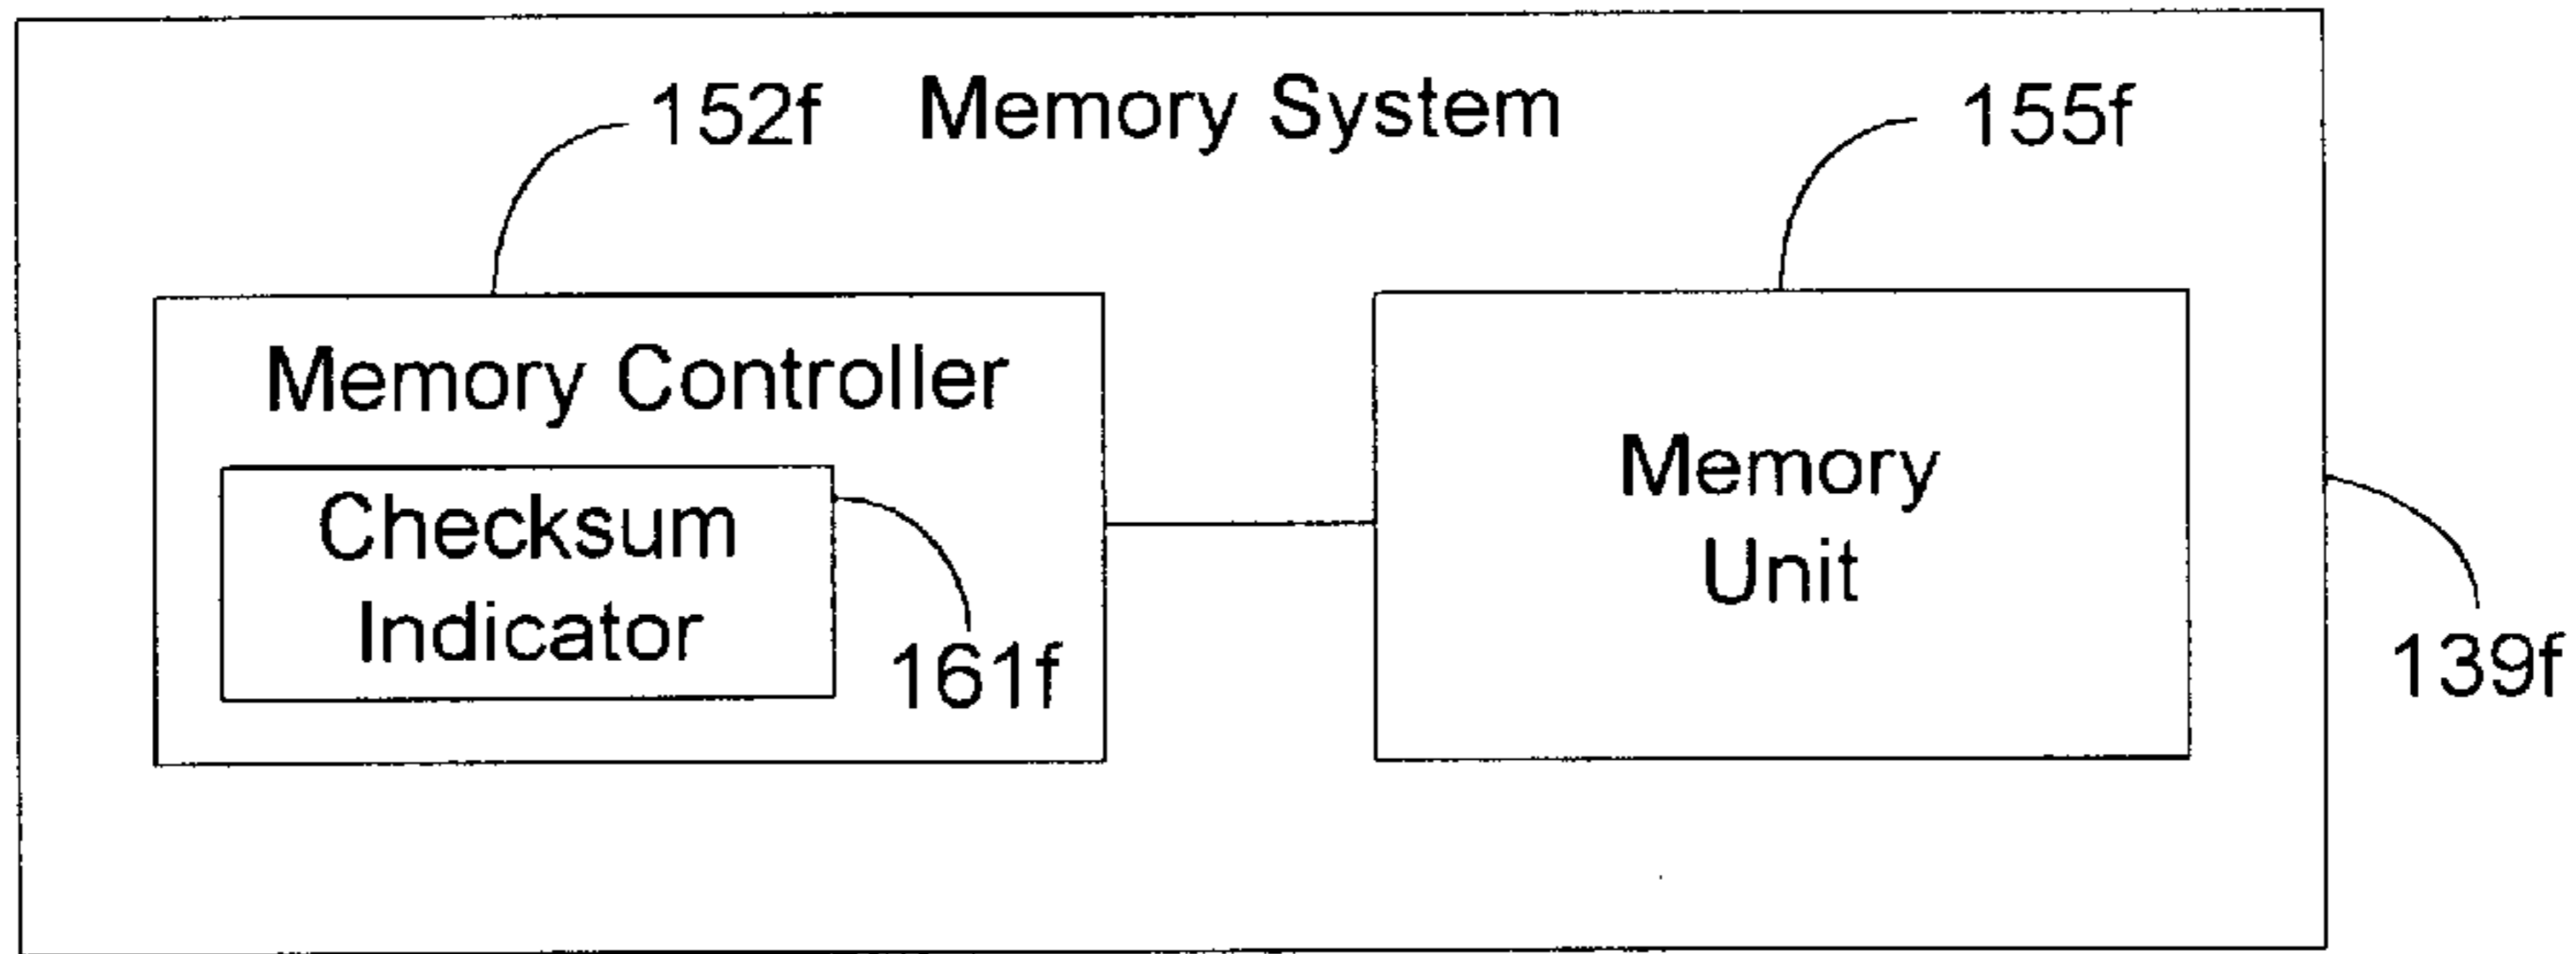 152f
Memory System
155f
Memory Controller
Checksum
Indicator
161f
Memory
Unit
139f